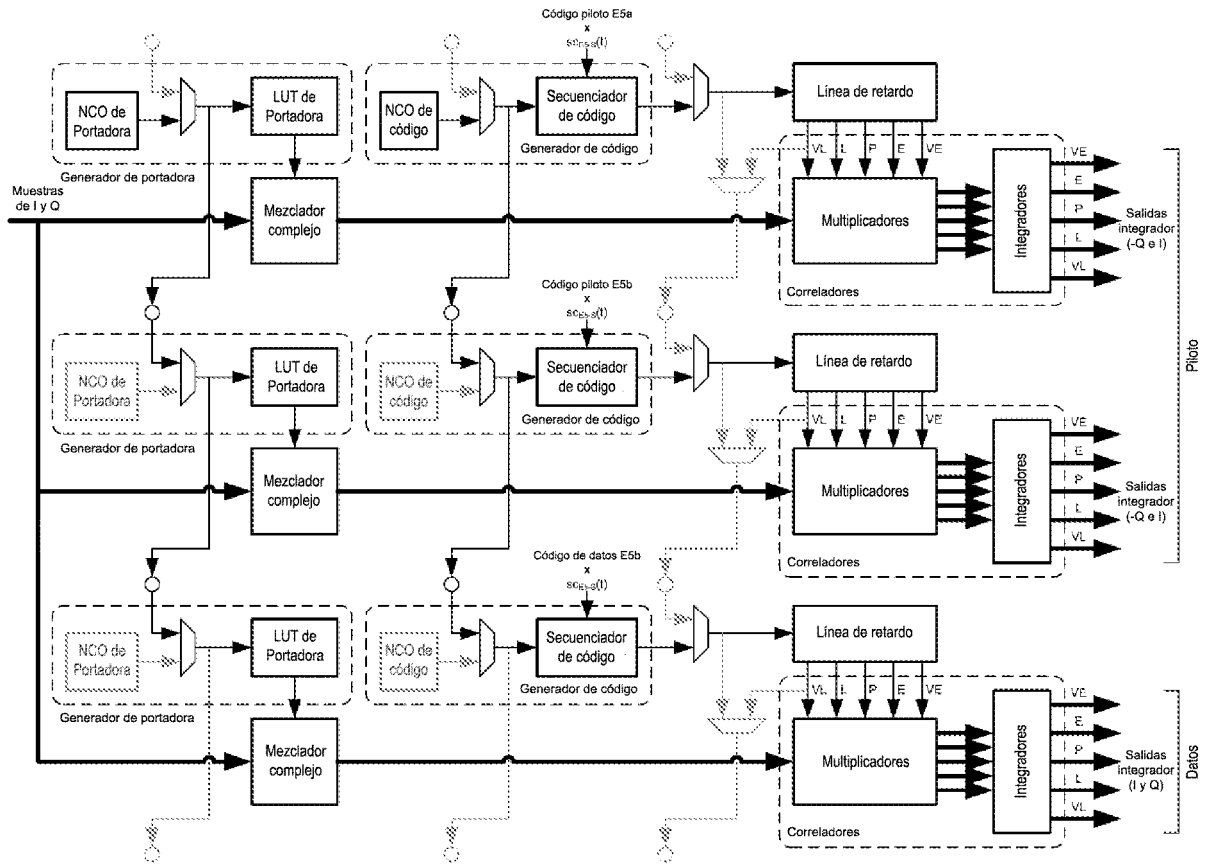 Código piloto E5a
x
NCO de
Portadora
LUT de
Portadora
NCO de
código
Secuenciador
de código
Línea de retardo
Generador de portadora
Generador de código
VL
L
P
E
VE
Muestras
de I y Q
Mezclador
complejo
Multiplicadores
Integradores
VE
E
P
L
VL
Salidas
integrador
(-Q e I)
Correladores
Código piloto E5b
x
NCO de
Portadora
LUT de
Portadora
NCO de
código
Secuenciador
de código
Línea de retardo
Generador de portadora
Generador de código
VL
L
P
E
VE
Mezclador
complejo
Multiplicadores
Integradores
VE
E
P
L
VL
Salidas
integrador
(-Q e I)
Correladores
Piloto
Código de datos E5b
x
NCO de
Portadora
LUT de
Portadora
NCO de
código
Secuenciador
de código
Línea de retardo
Generador de portadora
Generador de código
VL
L
P
E
VE
Mezclador
complejo
Multiplicadores
Integradores
VE
E
P
L
VL
Salidas
integrador
(I y Q)
Correladores
Datos